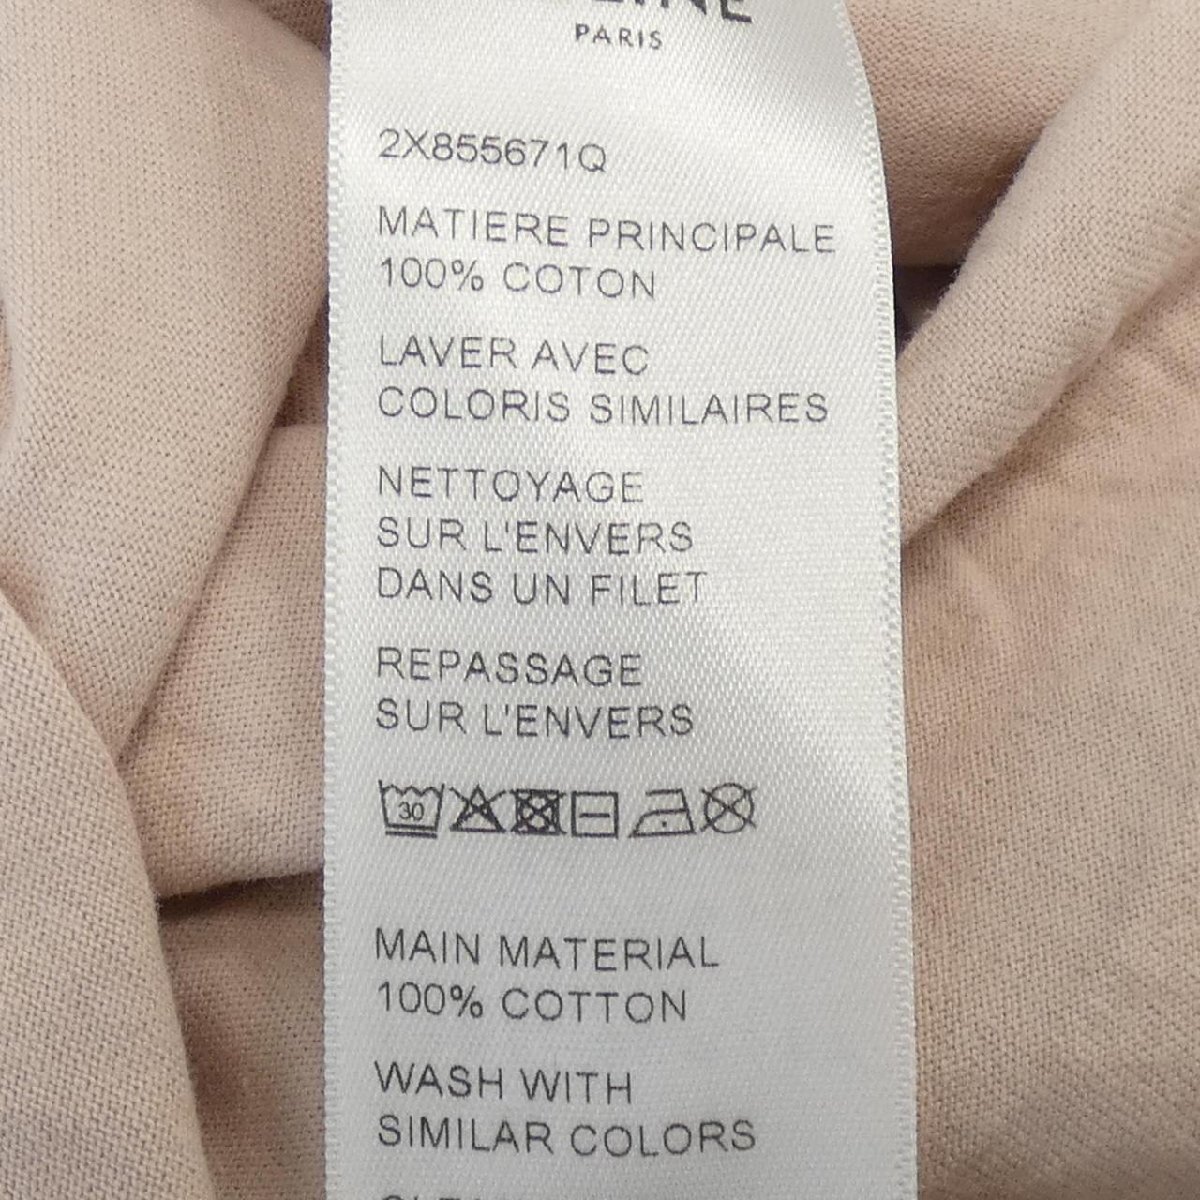 PARIS
2X855671Q
MATIERE PRINCIPALE
100% COTON
LAVER AVEC
COLORIS SIMILAIRES
NETTOYAGE
SUR L'ENVERS
DANS UN FILET
REPASSAGE
SUR L'ENVERS
30
MAIN MATERIAL
100% COTTON
WASH WITH
SIMILAR COLORS